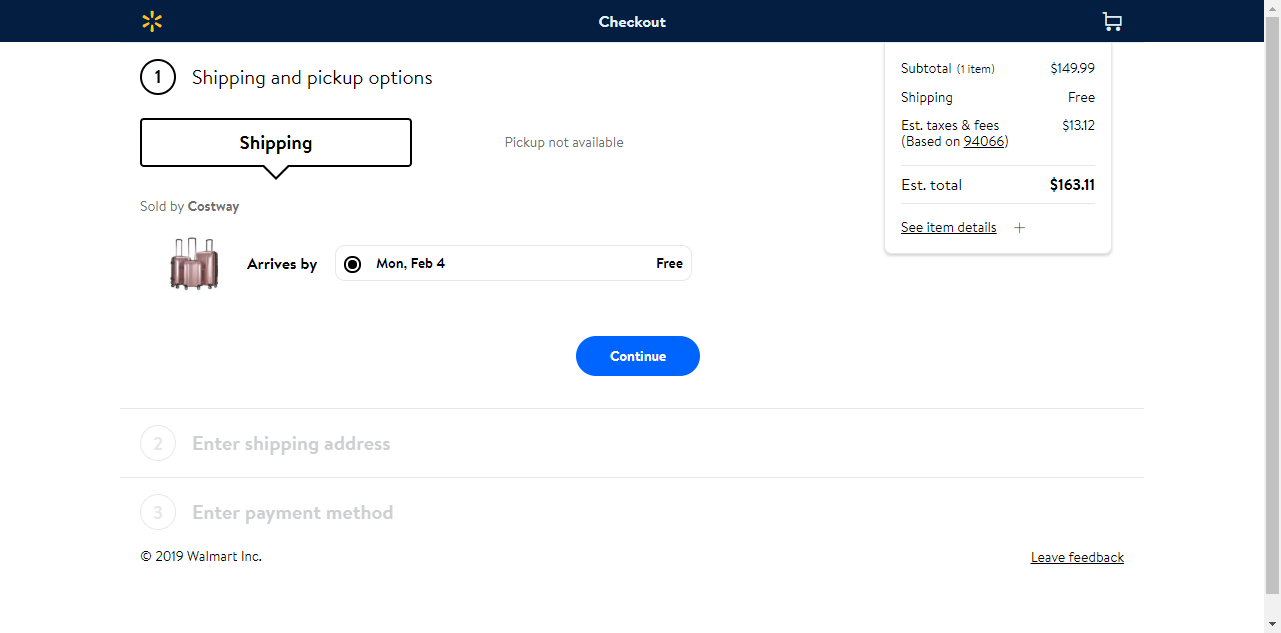 Checkout
1 Shipping and pickup options
Shipping
Pickup not available
Sold by Costway
Arrives by
Mon, Feb 4 Free
Continue
2 Enter shipping address
3 Enter payment method
© 2019 Walmart Inc.
Leave feedback
Subtotal (1 item) $149.99
Shipping Free
Est. taxes & fees $13.12
(Based on 94066)
Est. total $163.11
See item details +